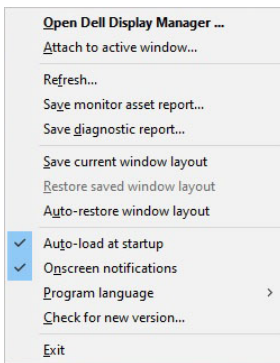 Open Dell Display Manager ...
Attach to active window...
Refresh...
Save monitor asset report...
Save diagnostic report...
Save current window layout
Restore saved window layout
Auto-restore window layout
Auto-load at startup
Onscreen notifications
Program language
Check for new version...
Exit